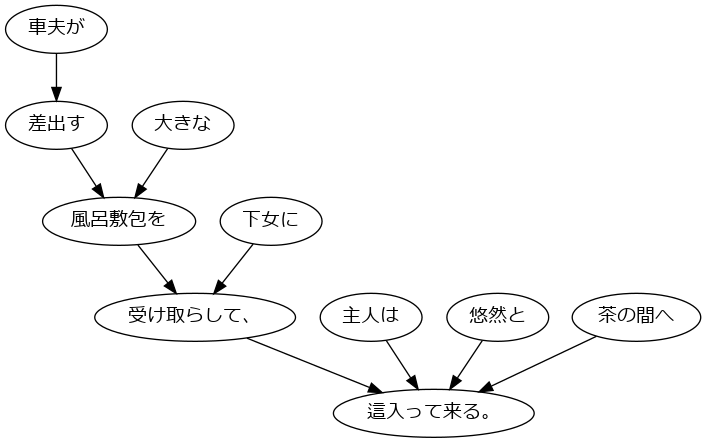 車夫が
差出す
大きな
風呂敷包を
下女に
受け取らして、
主人は
悠然と
茶の間へ
這入って来る。